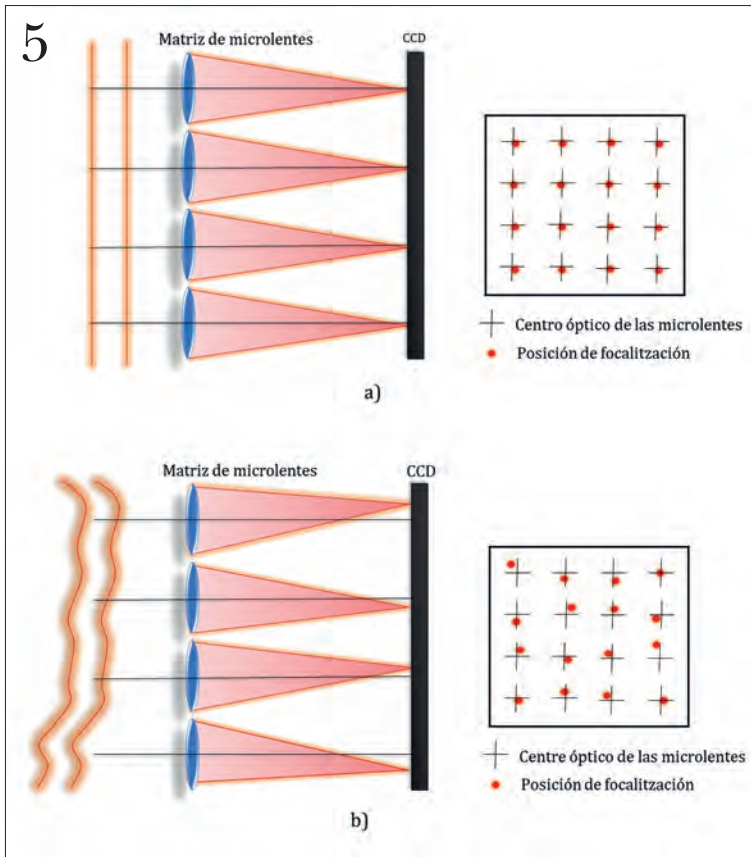 5
Matriz de microlentes
CCD
Centro óptico de las microlentes
Posición de focalitzación
a)
Matriz de microlentes
CCD
Centre óptico de las microlentes
Posición de focalitzación
b)